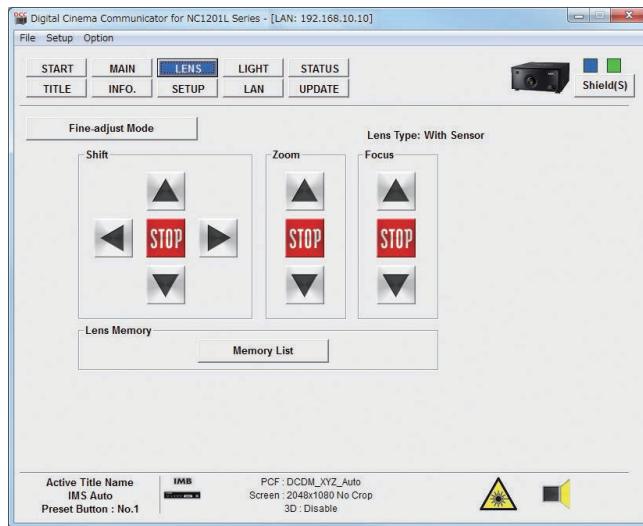 DCC
Digital Cinema Communicator for NC1201L Series - [LAN: 192.168.10.10]
File Setup Option
START MAIN LENS LIGHT STATUS
TITLE INFO. SETUP LAN UPDATE
Shield(S)
Fine-adjust Mode
Lens Type: With Sensor
Shift Zoom Focus
STOP STOP STOP
Lens Memory
Memory List
Active Title Name
IMS Auto
Preset Button : No.1
IMB
PCF : DCDM_XYZ_Auto
Screen : 2048x1080 No Crop
3D : Disable